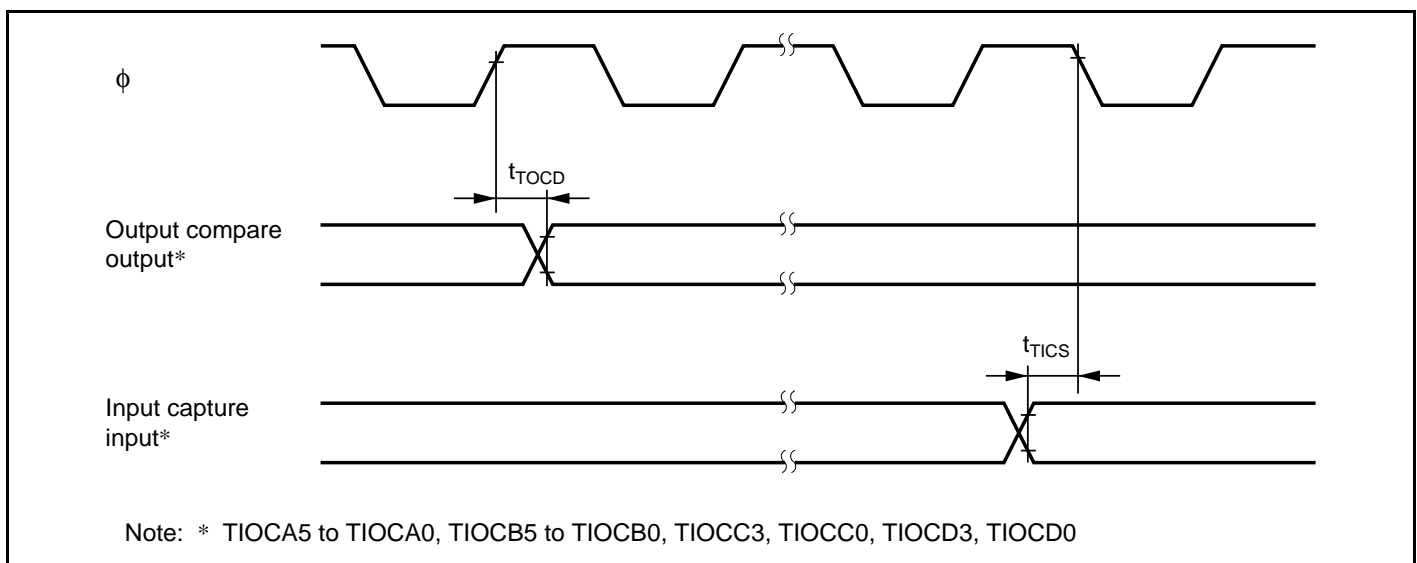 ϕ
tTOCD
Output compare
output*
tTICS
Input capture
input*
Note: * TIOCA5 to TIOCA0, TIOCB5 to TIOCB0, TIOCC3, TIOCC0, TIOCD3, TIOCD0